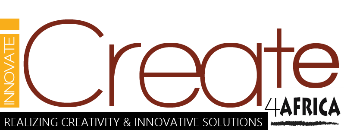 INNOVATE
Create
4AFRICA
REALIZING CREATIVITY & INNOVATIVE SOLUTIONS